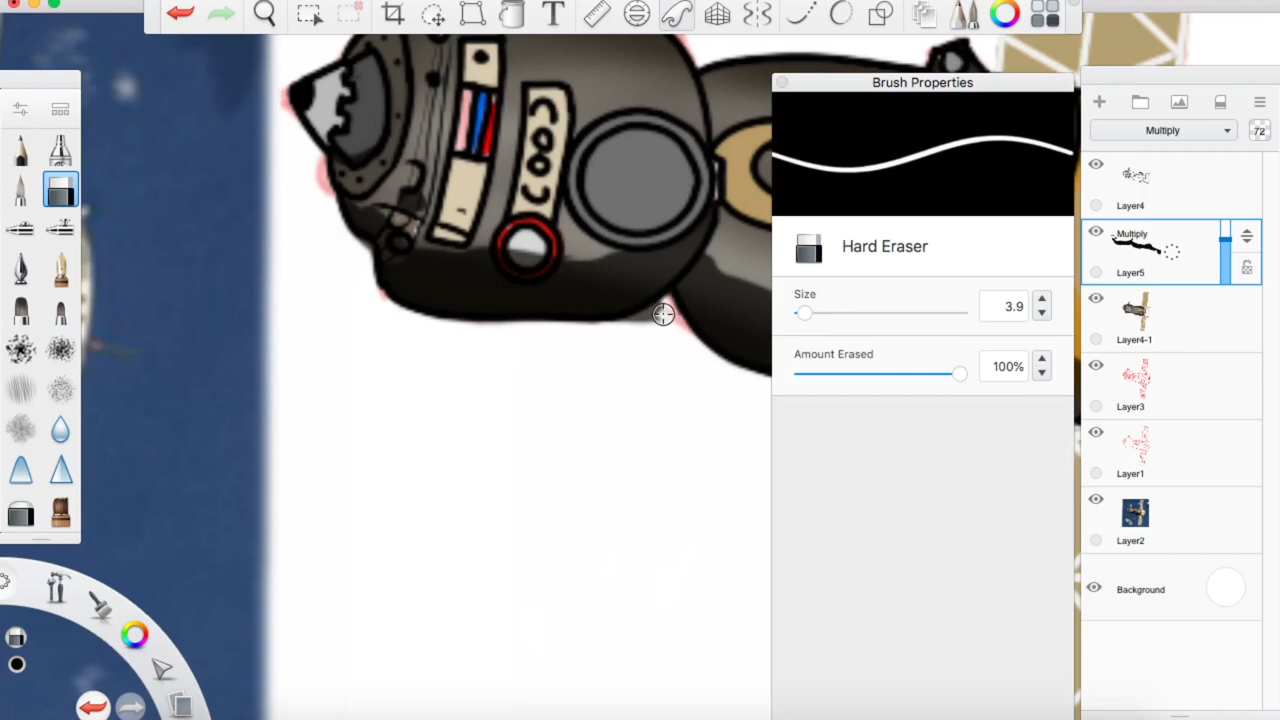 T
Brush Properties
Hard Eraser
Size
3.9
Amount Erased
100%
Multiply
72
Layer4
Multiply
Layer5
Layer4-1
Layer3
Layer1
Layer2
Background